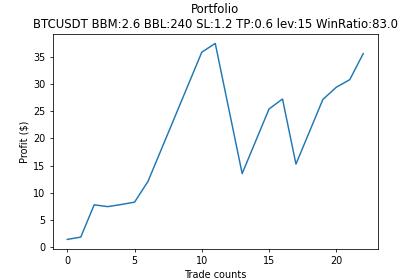 Portfolio
BTCUSDT BBM:2.6 BBL:240 SL:1.2 TP:0.6 lev:15 WinRatio:83.0
35
30
25
20
15
10
5
0
Profit ($)
0 5 10 15 20
Trade counts